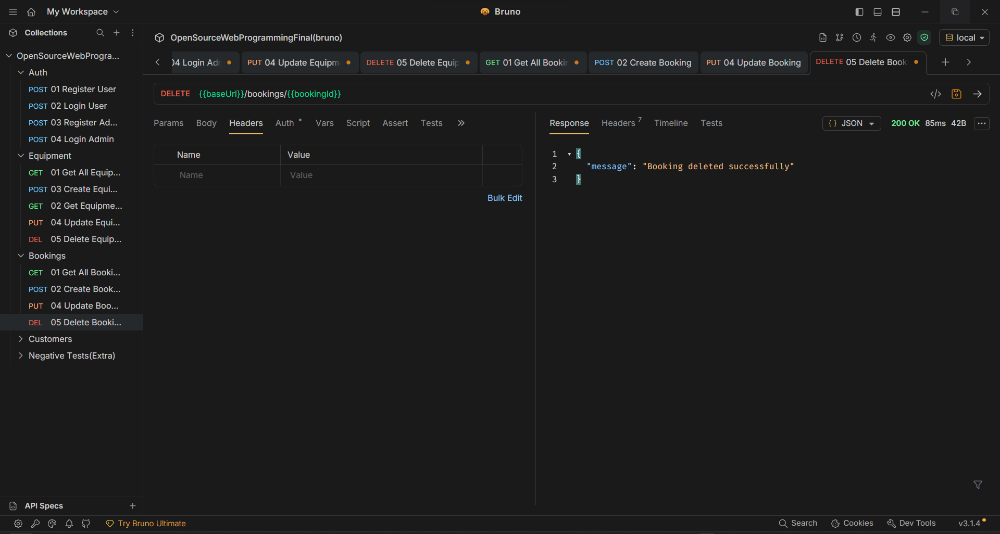 My Workspace
Bruno
Collections
OpenSourceWebProgra...
Auth
POST 01 Register User
POST 02 Login User
POST 03 Register Ad...
POST 04 Login Admin
Equipment
GET 01 Get All Equip...
POST 03 Create Equi...
GET 02 Get Equipme...
PUT 04 Update Equi...
DEL 05 Delete Equip...
Bookings
GET 01 Get All Booki...
POST 02 Create Book...
PUT 04 Update Boo...
DEL 05 Delete Booki...
Customers
Negative Tests(Extra)
API Specs
OpenSourceWebProgrammingFinal(bruno)
local
04 Login Adr
PUT 04 Update Equipm
DELETE 05 Delete Equip
GET 01 Get All Bookin
POST 02 Create Booking
PUT 04 Update Booking
DELETE 05 Delete Book
DELETE {{baseUrl}}/bookings/{{bookingId}}
Params Body Headers Auth Vars Script Assert Tests
Name Value
Name Value
Bulk Edit
Response Headers 7 Timeline Tests
{ } JSON
200 OK 85ms 42B
1 {
2 "message": "Booking deleted successfully"
3 }
Try Bruno Ultimate
Search
Cookies
Dev Tools
v3.1.4